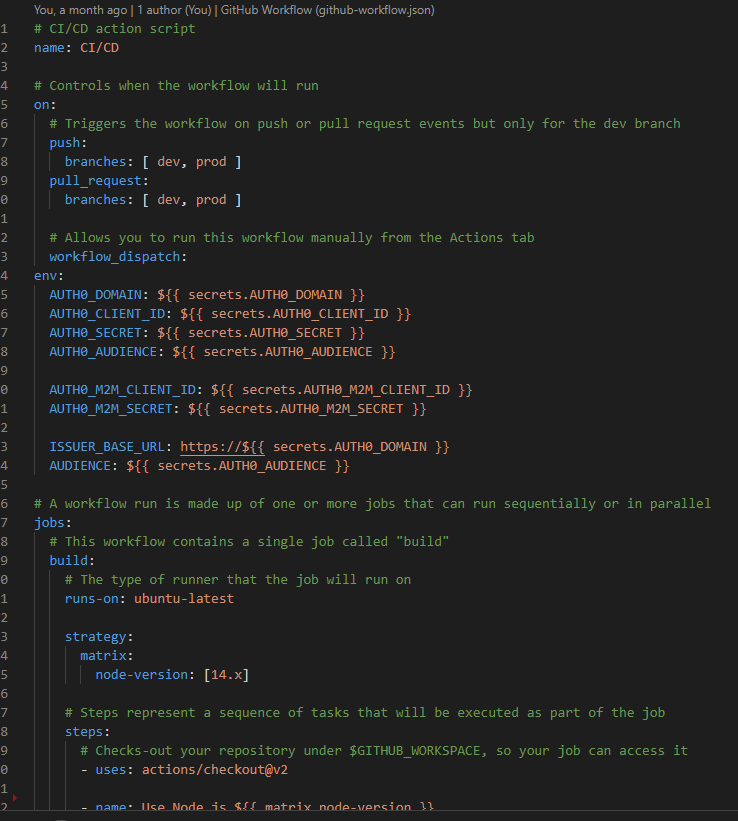 You, a month ago | 1 author (You) | GitHub Workflow (github-workflow.json)
1 # CI/CD action script
2 name: CI/CD
3
4 # Controls when the workflow will run
5 on:
6   # Triggers the workflow on push or pull request events but only for the dev branch
7   push:
8     branches: [ dev, prod ]
9   pull_request:
0     branches: [ dev, prod ]
1
2   # Allows you to run this workflow manually from the Actions tab
3   workflow_dispatch:
4 env:
5   AUTH0_DOMAIN: ${{ secrets.AUTH0_DOMAIN }}
6   AUTH0_CLIENT_ID: ${{ secrets.AUTH0_CLIENT_ID }}
7   AUTH0_SECRET: ${{ secrets.AUTH0_SECRET }}
8   AUTH0_AUDIENCE: ${{ secrets.AUTH0_AUDIENCE }}
9
0   AUTH0_M2M_CLIENT_ID: ${{ secrets.AUTH0_M2M_CLIENT_ID }}
1   AUTH0_M2M_SECRET: ${{ secrets.AUTH0_M2M_SECRET }}
2
3   ISSUER_BASE_URL: https://${{ secrets.AUTH0_DOMAIN }}
4   AUDIENCE: ${{ secrets.AUTH0_AUDIENCE }}
5
6 # A workflow run is made up of one or more jobs that can run sequentially or in parallel
7 jobs:
8   # This workflow contains a single job called "build"
9   build:
0     # The type of runner that the job will run on
1     runs-on: ubuntu-latest
2
3     strategy:
4       matrix:
5         node-version: [14.x]
6
7     # Steps represent a sequence of tasks that will be executed as part of the job
8     steps:
9       # Checks-out your repository under $GITHUB_WORKSPACE, so your job can access it
0       - uses: actions/checkout@v2
1
2       - name: Use Node.js ${{ matrix.node-version }}